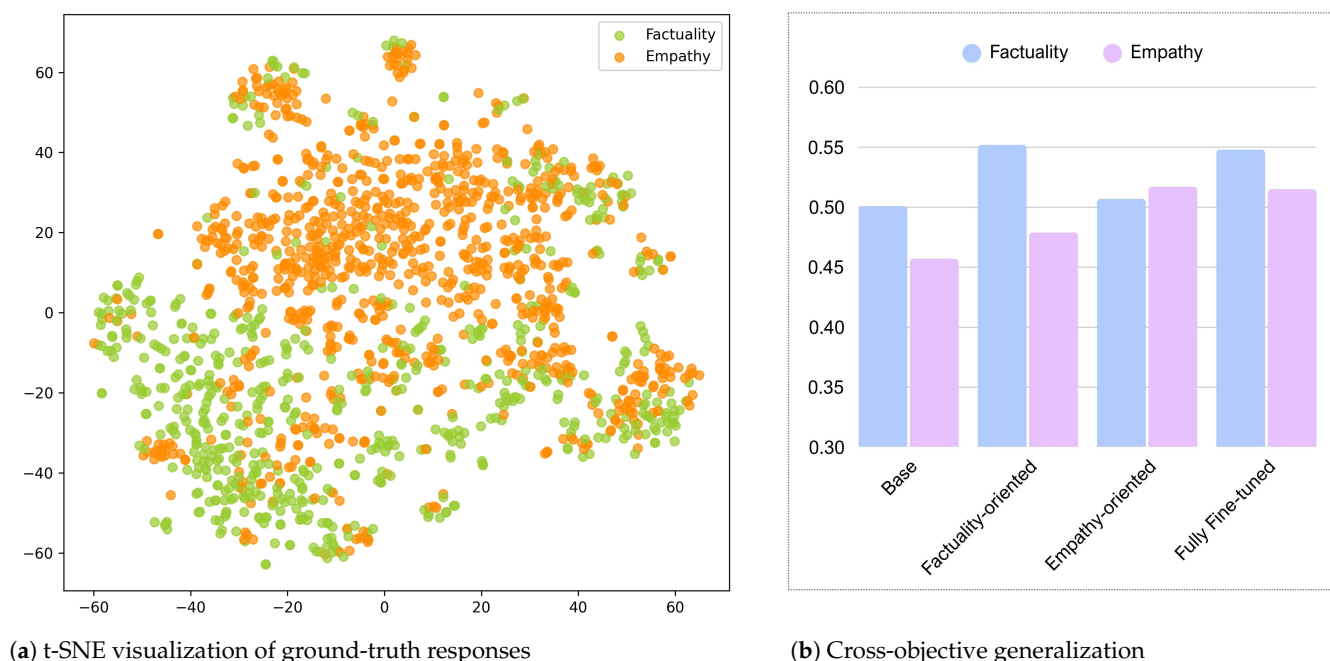 Factuality
Empathy
60
40
20
0
−20
−40
−60
−60
−40
−20
0
20
40
60
(a) t-SNE visualization of ground-truth responses
Factuality
Empathy
0.60
0.55
0.50
0.45
0.40
0.35
0.30
Base
Factuality-oriented
Empathy-oriented
Fully Fine-tuned
(b) Cross-objective generalization